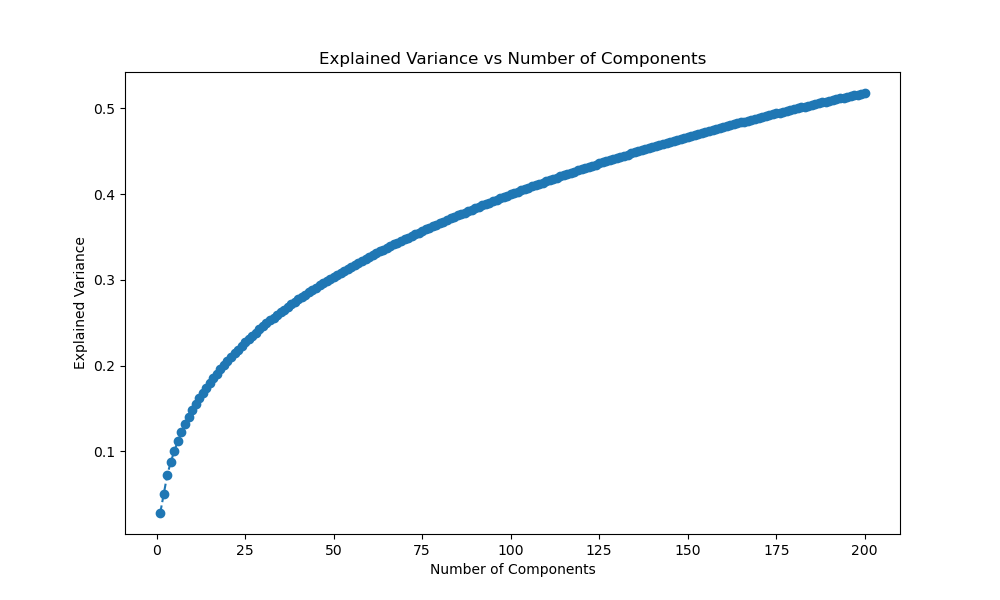 Explained Variance vs Number of Components
Explained Variance
0.5
0.4
0.3
0.2
0.1
0 25 50 75 100 125 150 175 200
Number of Components